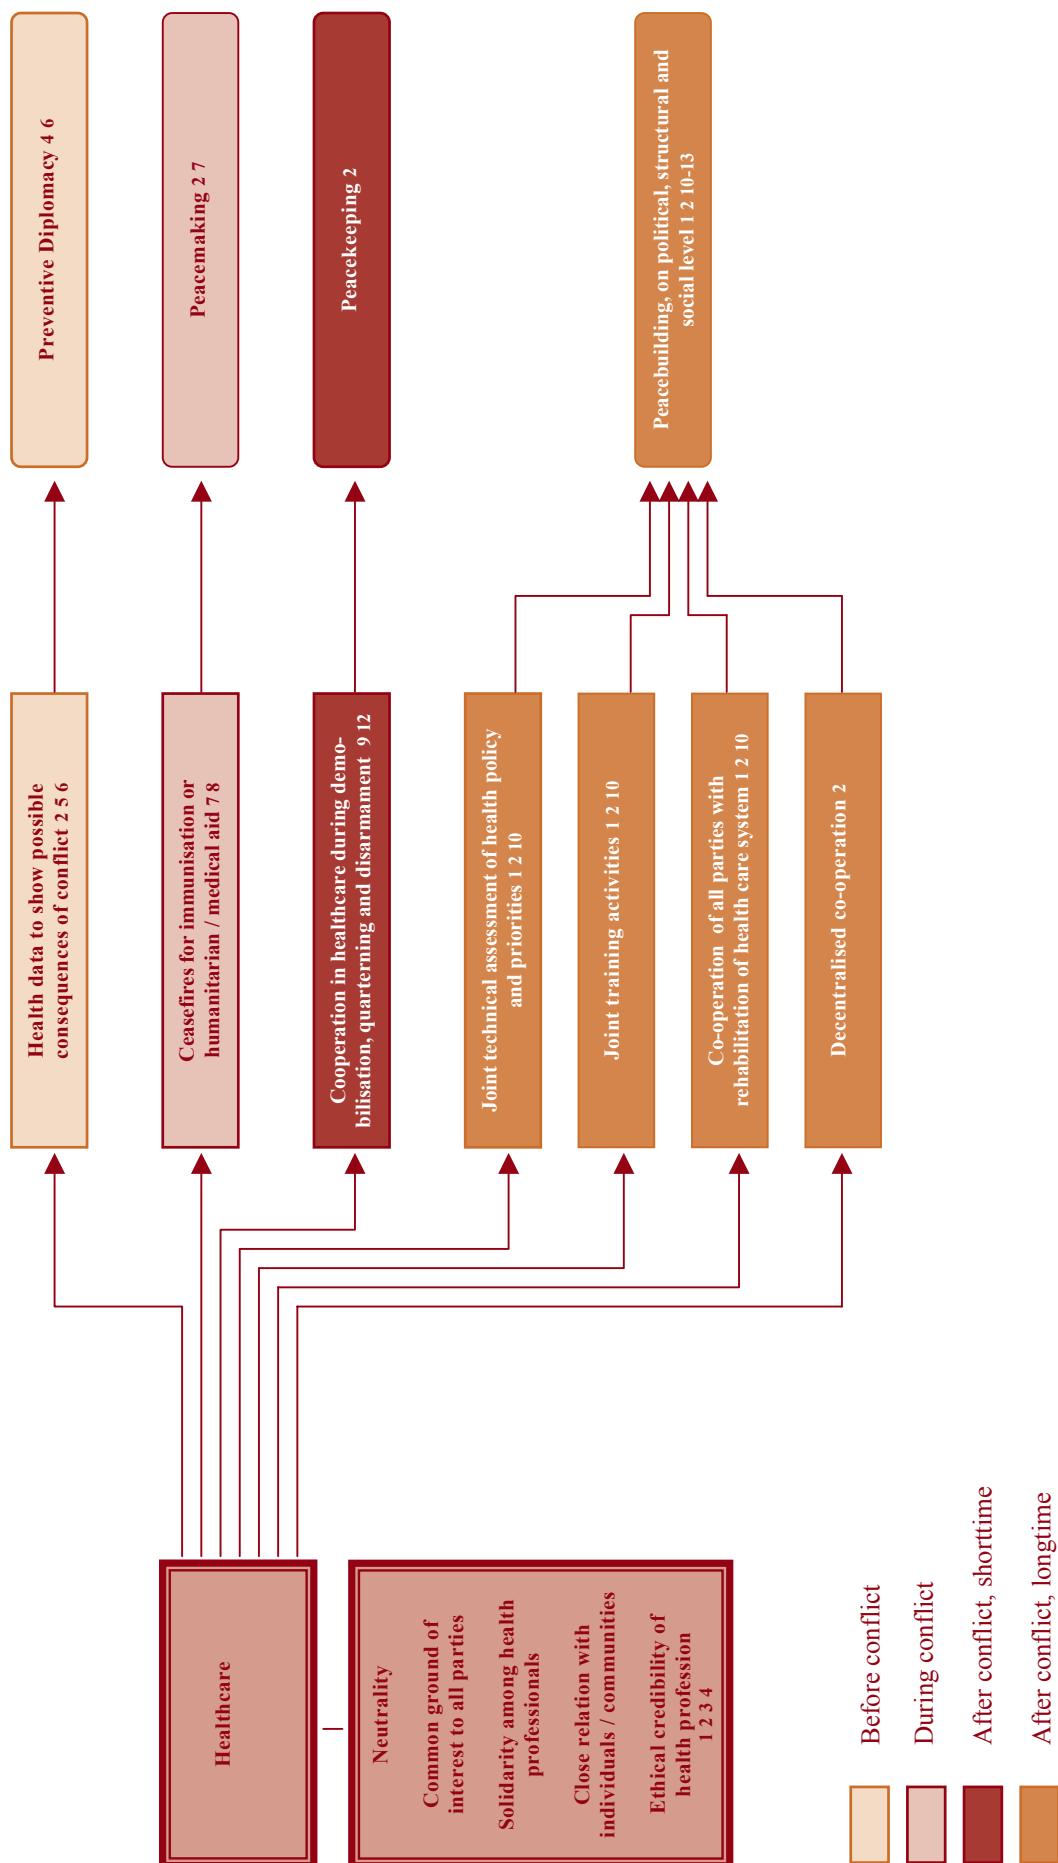 Healthcare
Neutrality
Common ground of
interest to all parties
Solidarity among health
professionals
Close relation with
individuals / communities
Ethical credibility of
health profession
1 2 3 4
Health data to show possible
consequences of conflict 2 5 6
Ceasefires for immunisation or
humanitarian / medical aid 7 8
Cooperation in healthcare during demo-
bilisation, quarterning and disarmament 9 12
Joint technical assessment of health policy
and priorities 1 2 10
Joint training activities 1 2 10
Co-operation of all parties with
rehabilitation of health care system 1 2 10
Decentralised co-operation 2
Preventive Diplomacy 4 6
Peacemaking 2 7
Peacekeeping 2
Peacebuilding, on political, structural and
social level 1 2 10-13
Before conflict
During conflict
After conflict, shorttime
After conflict, longtime